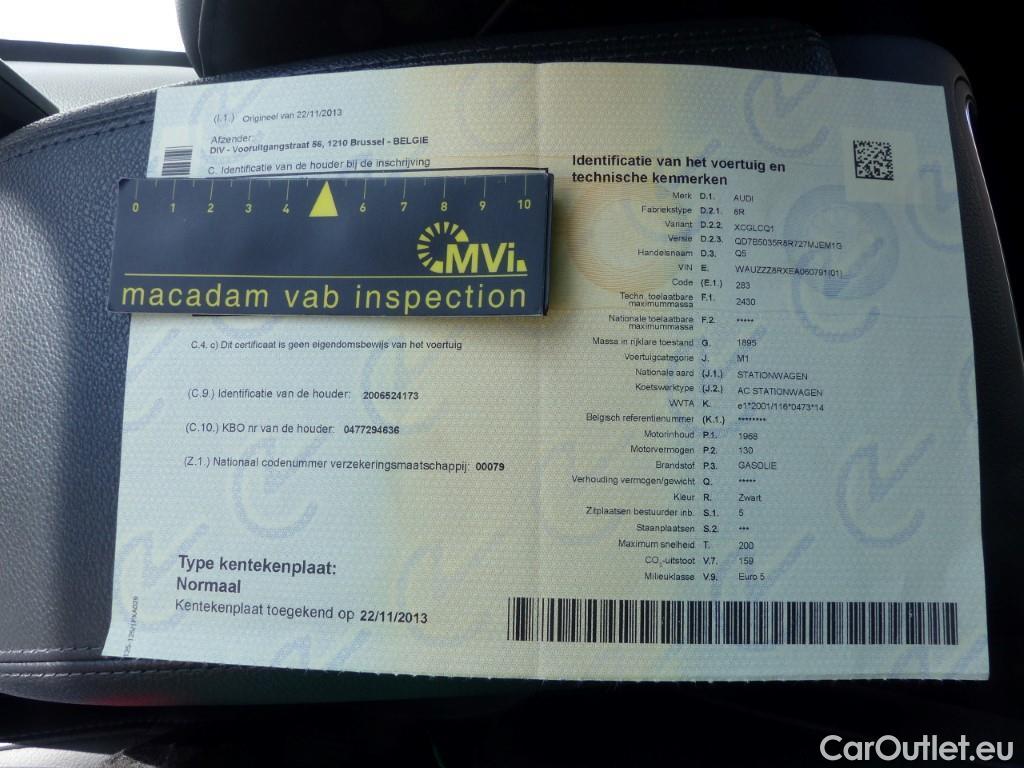 (I.1.) Origineel van 22/11/2013
Afzender:
DIV - Vooruitgangstraat 56, 1210 Brussel - BELGIE
C. Identificatie van de houder bij de inschrijving
0 1 2 3 4 6 7 8 9 10
MVi
macadam vab inspection
C.4. c) Dit certificaat is geen eigendomsbewijs van het voertuig
(C.9.) Identificatie van de houder: 2006524173
(C.10.) KBO nr van de houder: 0477294636
(Z.1.) Nationaal codenummer verzekeringsmaatschappij: 00079
Type kentekenplaat:
Normaal
Kentekenplaat toegekend op 22/11/2013
Identificatie van het voertuig en
technische kenmerken
Merk D.1. AUDI
Fabriekstype D.2.1. 8R
Variant D.2.2. XCGLCQ1
Versie D.2.3. QD7B5035R8R727MJEM1G
Handelsnaam D.3. Q5
VIN E. WAUZZZ8RXEA060791(01)
Code (E.1.) 283
Techn. toelaatbare F.1. 2430
maximummassa
Nationale toelaatbare F.2. *****
maximummassa
Massa in rijklare toestand G. 1895
Voertuigcategorie J. M1
Nationale aard (J.1.) STATIONWAGEN
Koetswerktype (J.2.) AC STATIONWAGEN
WVTA K. e1*2001/116*0473*14
Belgisch referentienummer (K.1.) ********
Motorinhoud P.1. 1968
Motorvermogen P.2. 130
Brandstof P.3. GASOLIE
Verhouding vermogen/gewicht Q. *****
Kleur R. Zwart
Zitplaatsen bestuurder inb. S.1. 5
Staanplaatsen S.2. ***
Maximum snelheid T. 200
CO₂-uitstoot V.7. 159
Milieuklasse V.9. Euro 5
CarOutlet.eu